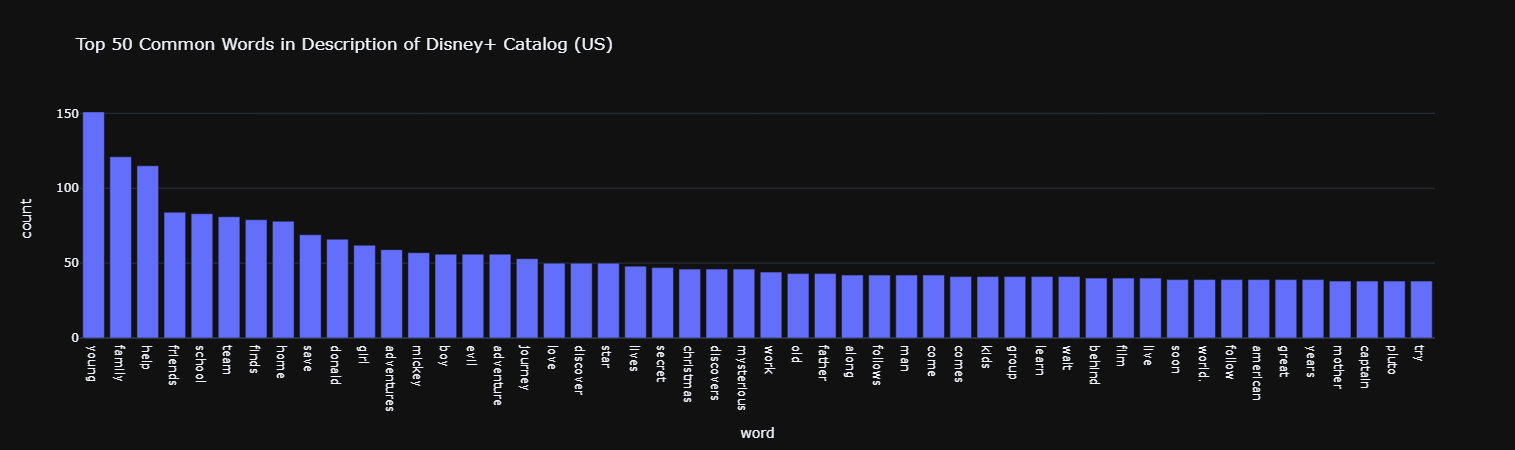 Top 50 Common Words in Description of Disney+ Catalog (US)
count
150
100
50
0
young
family
help
friends
school
team
finds
home
save
donald
girl
adventures
mickey
boy
evil
adventure
journey
love
discover
star
lives
secret
christmas
discovers
mysterious
work
old
father
along
follows
man
come
comes
kids
group
learn
walt
behind
film
live
soon
world.
follow
american
great
years
mother
captain
pluto
try
word